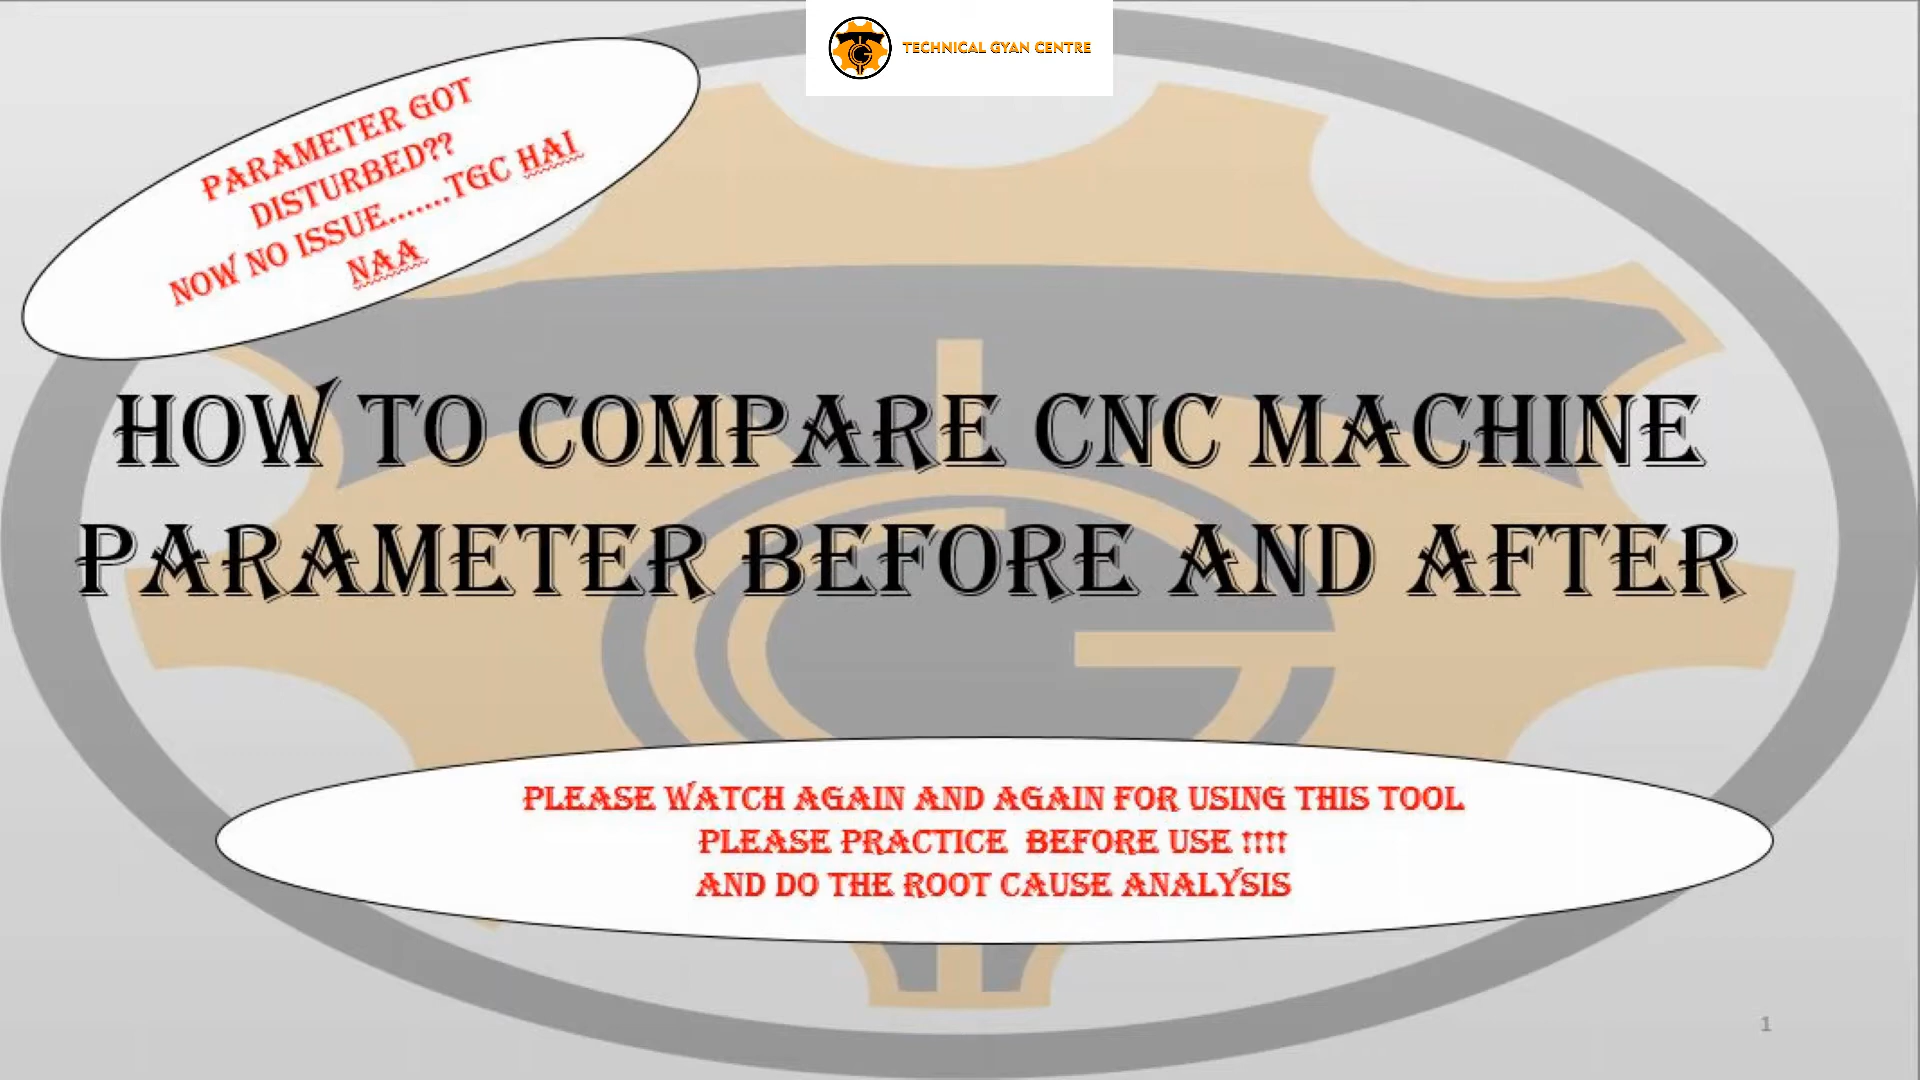 TECHNICAL GYAN CENTRE
PARAMETER GOT
DISTURBED??
NOW NO ISSUE.......TGC HAI
NAA
HOW TO COMPARE CNC MACHINE
PARAMETER BEFORE AND AFTER
PLEASE WATCH AGAIN AND AGAIN FOR USING THIS TOOL
PLEASE PRACTICE BEFORE USE !!!!
AND DO THE ROOT CAUSE ANALYSIS
1